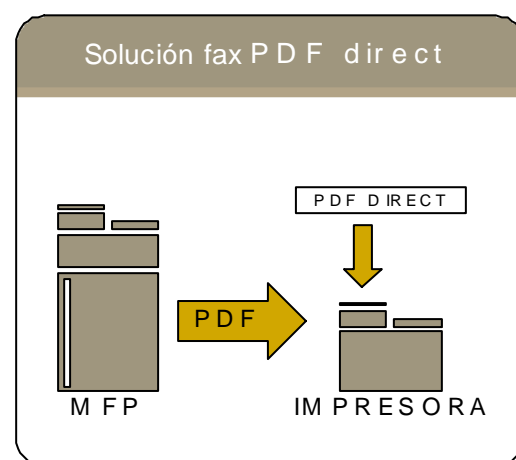 Solución fax PDF direct
PDF DIRECT
PDF
MFP
IMPRESORA